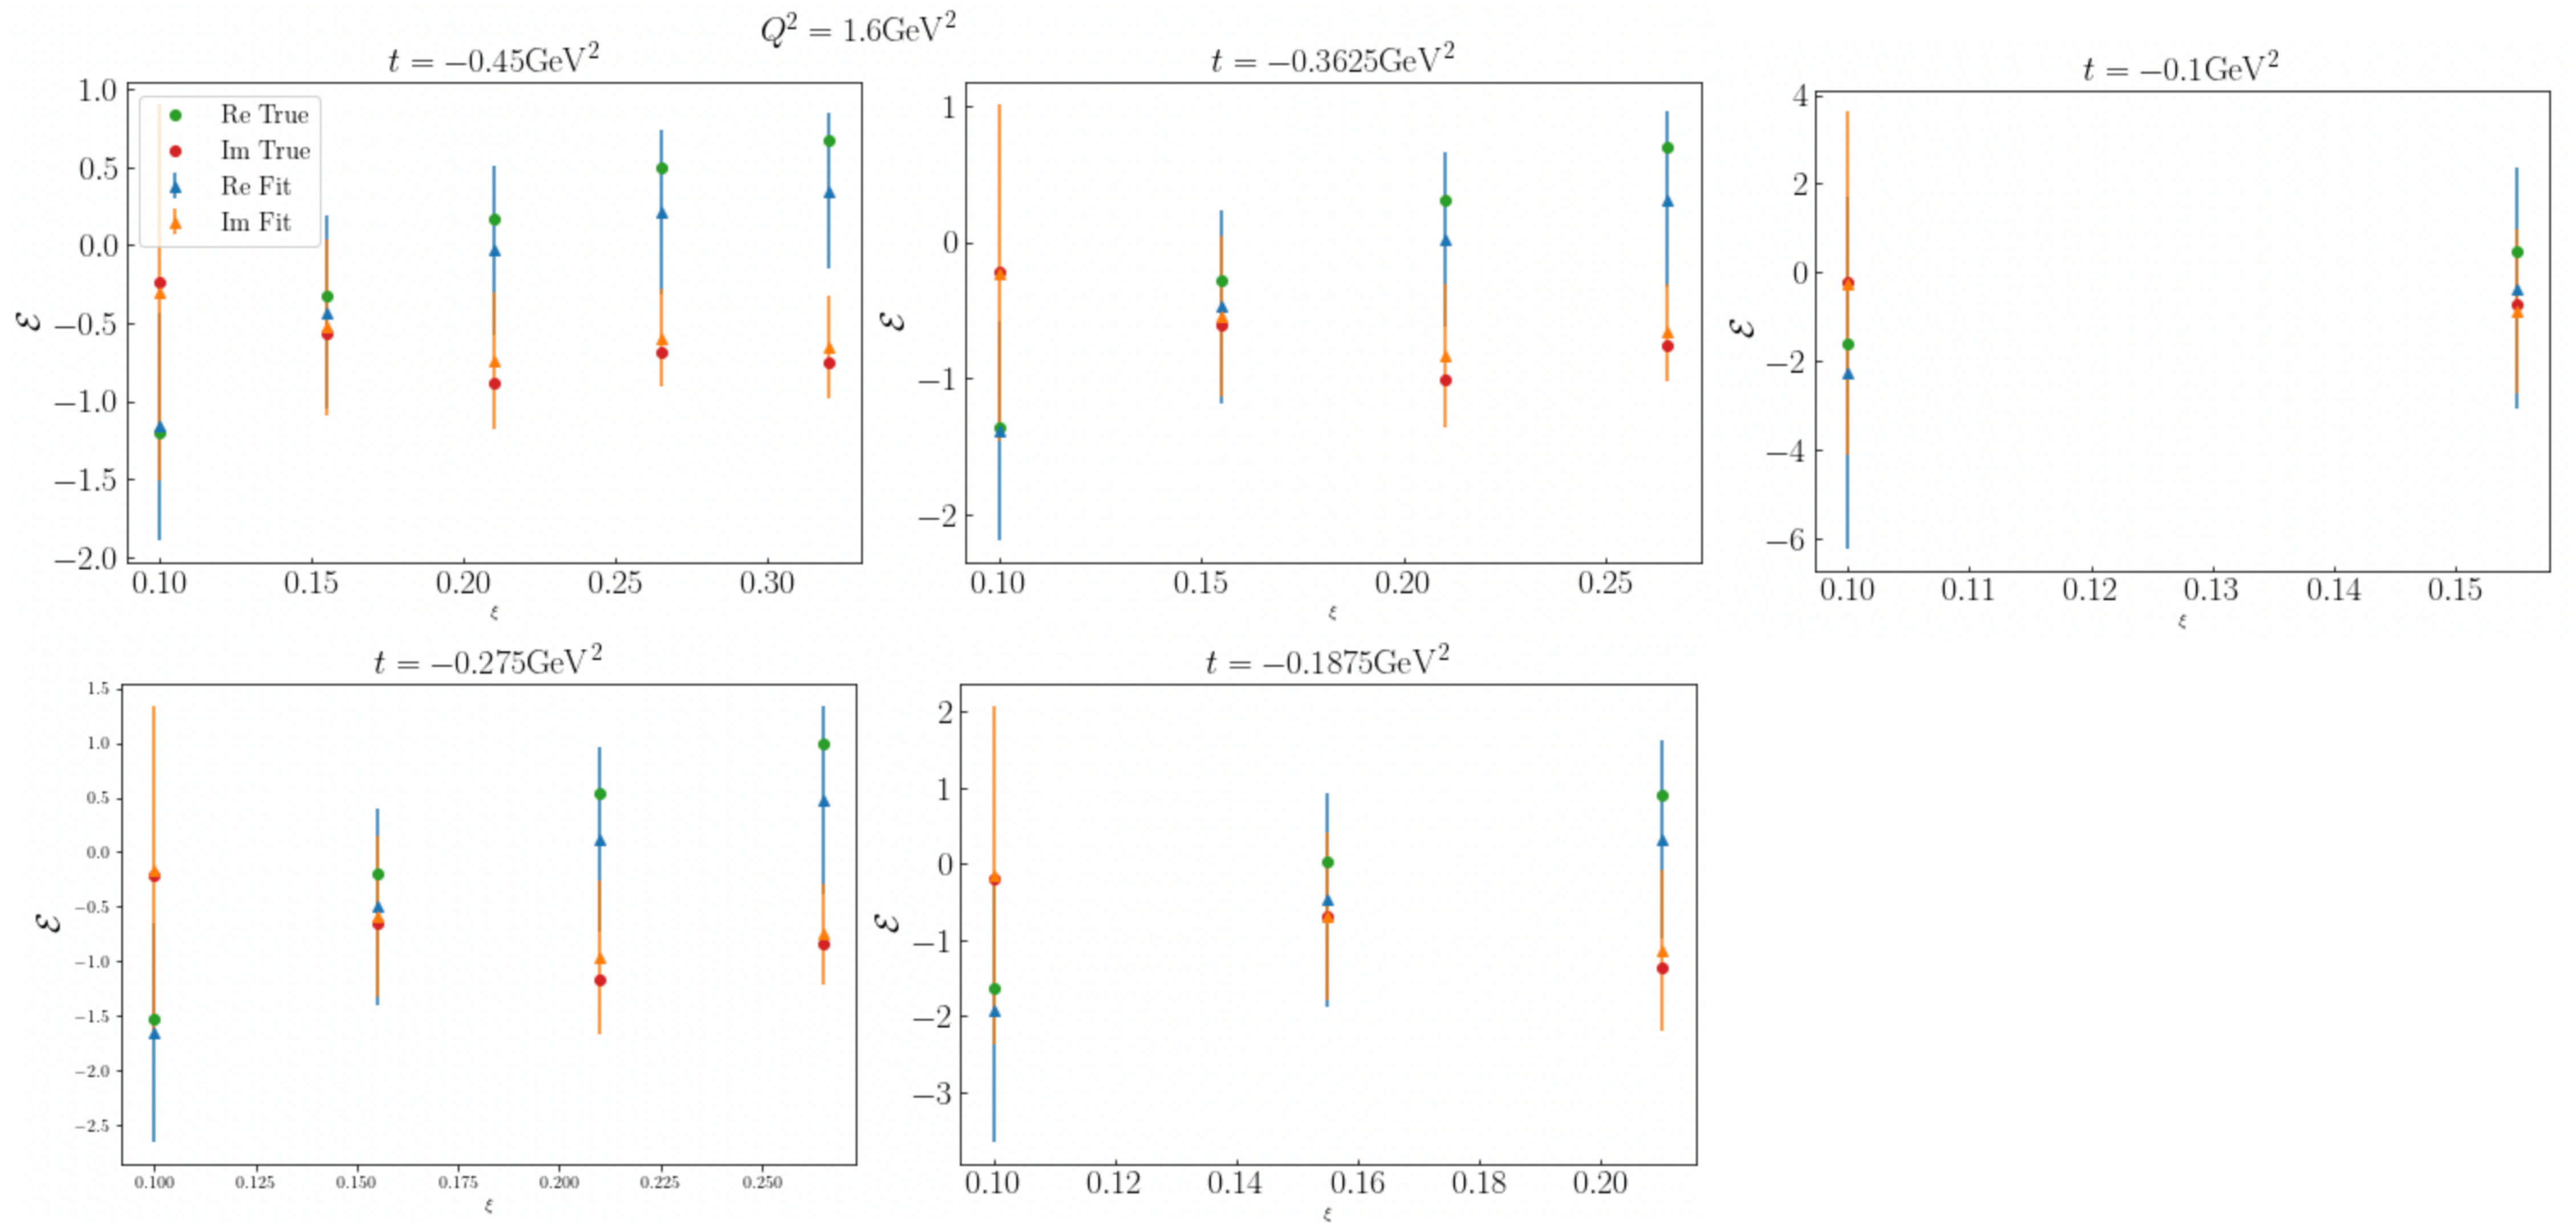 Q² = 1.6GeV²
t = −0.45GeV²
1.0
0.5
0.0
−0.5
−1.0
−1.5
−2.0
ℰ
Re True
Im True
Re Fit
Im Fit
0.10 0.15 0.20 0.25 0.30
ξ
t = −0.3625GeV²
1
0
−1
−2
ℰ
0.10 0.15 0.20 0.25
ξ
t = −0.1GeV²
4
2
0
−2
−4
−6
ℰ
0.10 0.11 0.12 0.13 0.14 0.15
ξ
t = −0.275GeV²
1.5
1.0
0.5
0.0
−0.5
−1.0
−1.5
−2.0
−2.5
ℰ
0.100 0.125 0.150 0.175 0.200 0.225 0.250
ξ
t = −0.1875GeV²
2
1
0
−1
−2
−3
ℰ
0.10 0.12 0.14 0.16 0.18 0.20
ξ